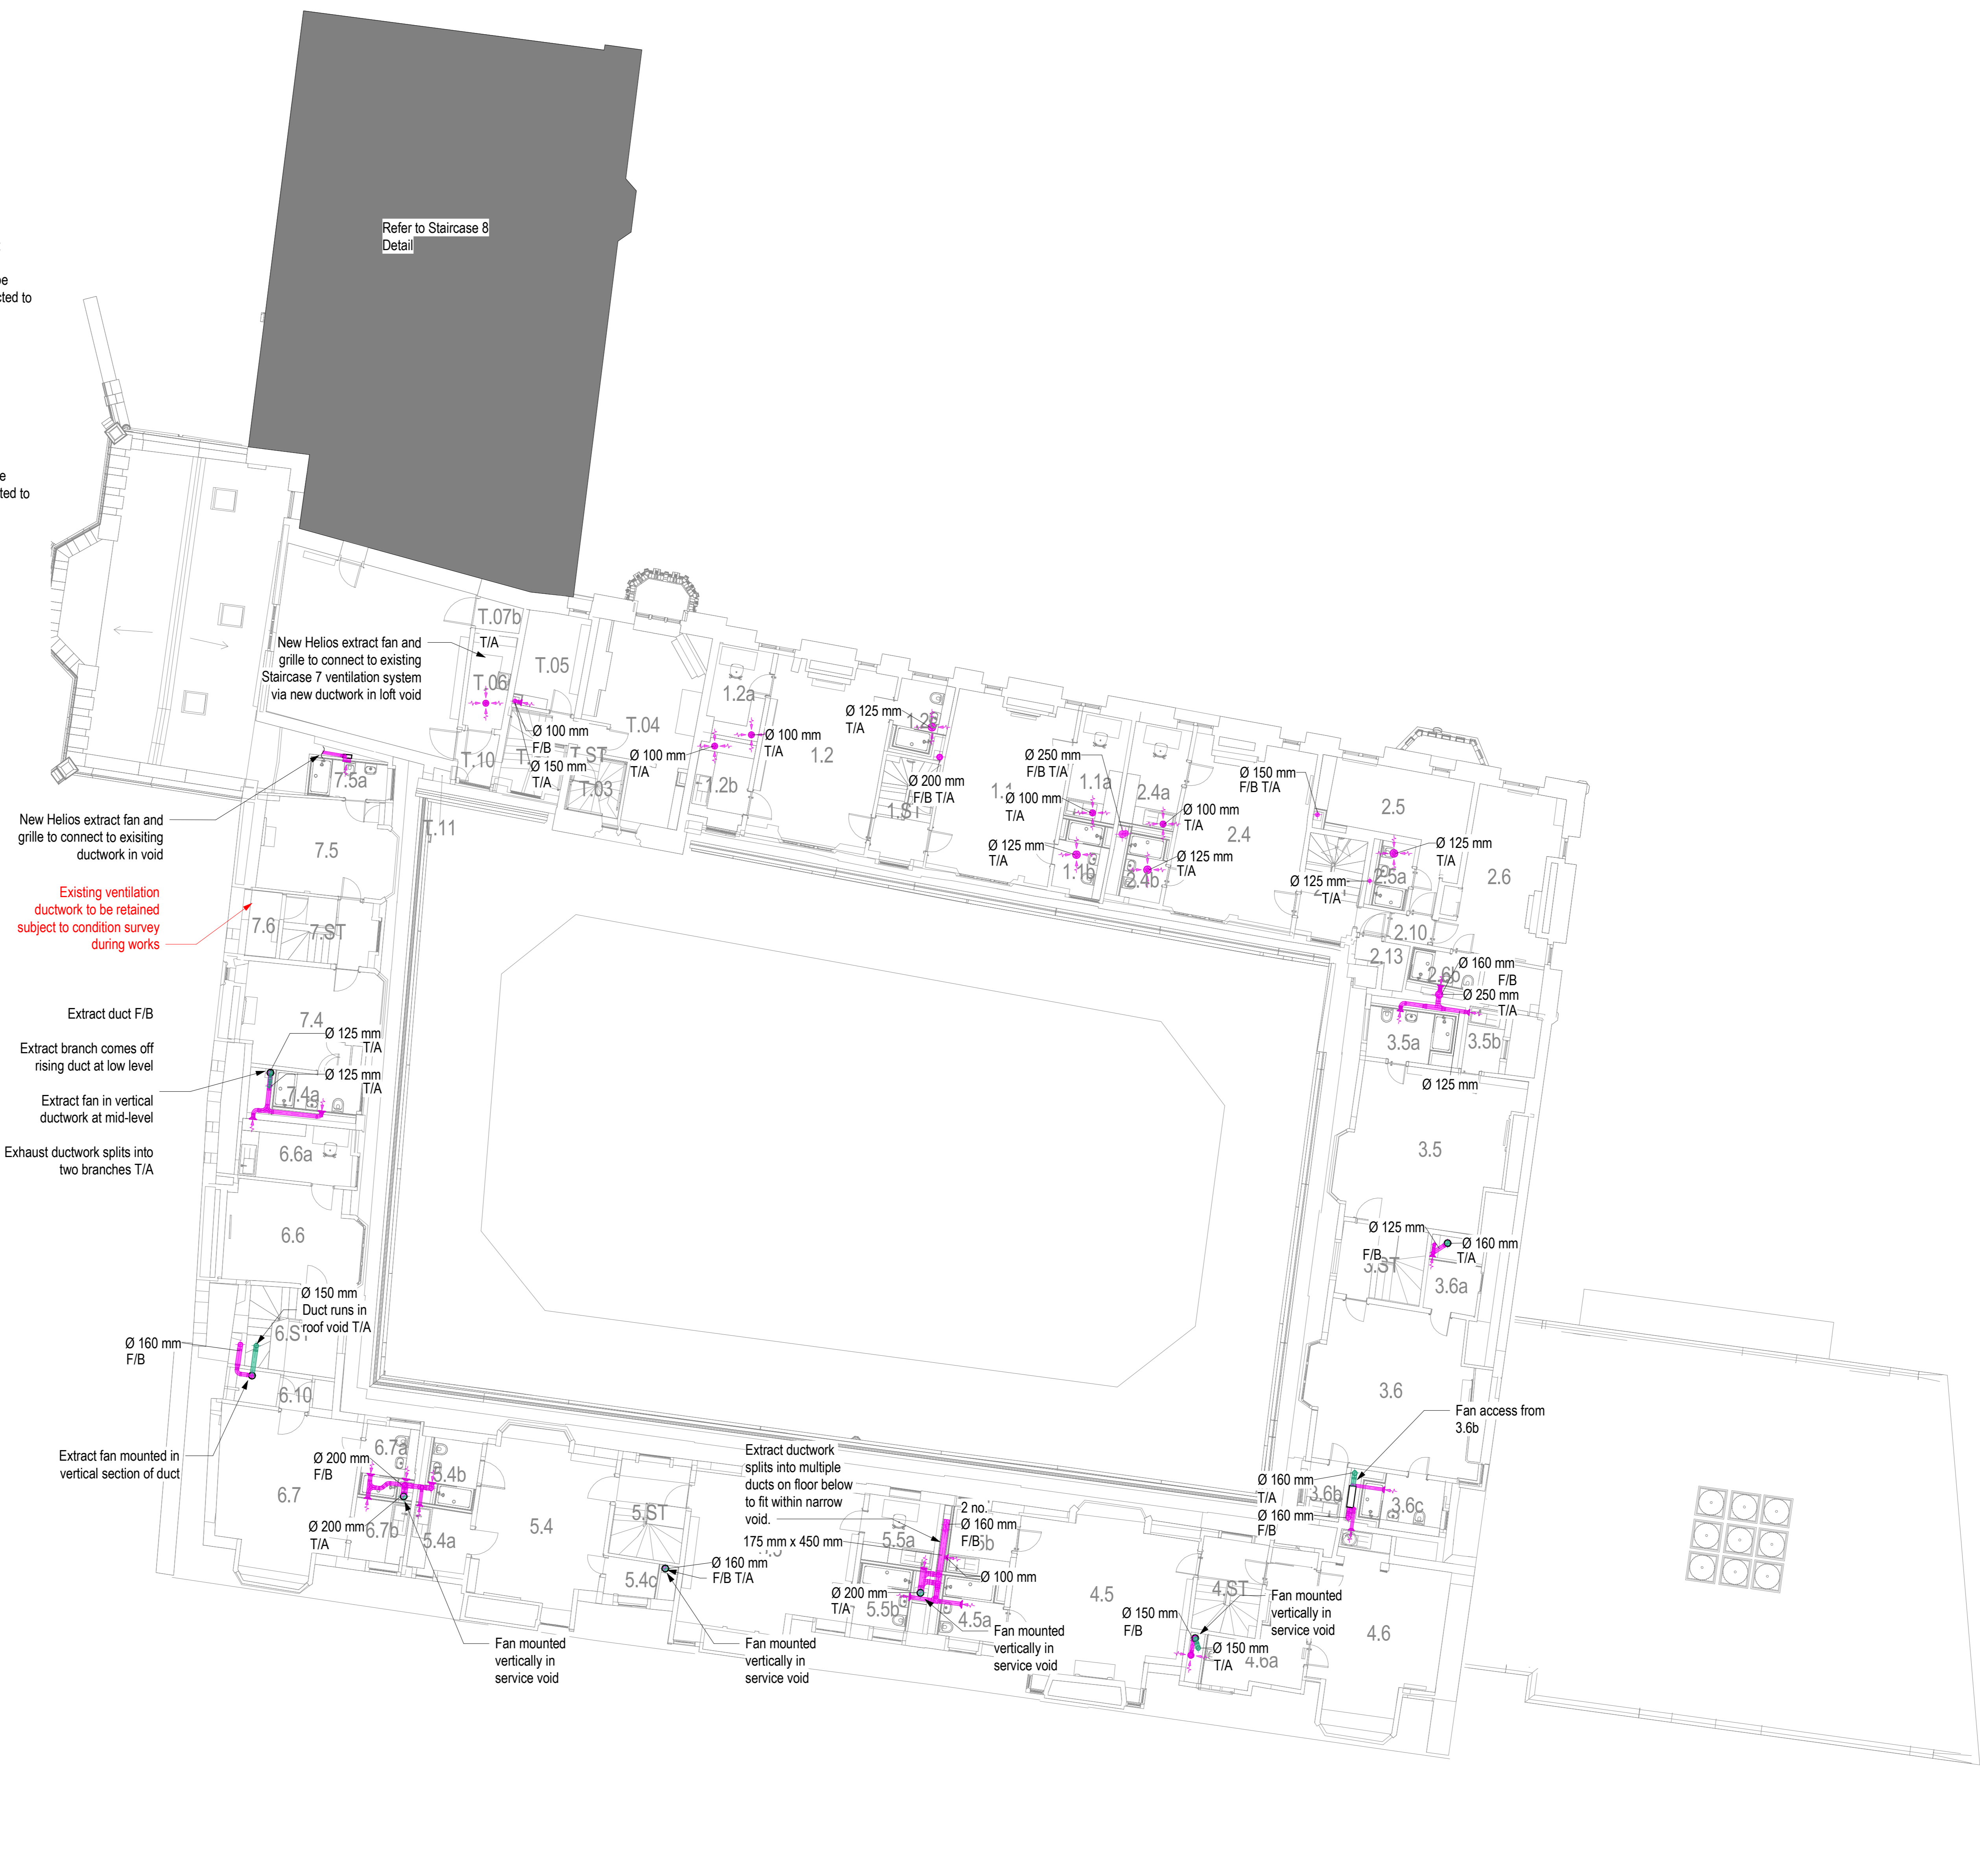 Refer to Staircase 8
Detail
cted to
ted to
New Helios extract fan and
grille to connect to existing
Staircase 7 ventilation system
via new ductwork in loft void
T.07b
T/A
T.06
T.05
T.04
T.10
T.ST
T.03
T.11
Ø 100 mm
F/B
Ø 150 mm
T/A
Ø 100 mm
T/A
1.2a
Ø 100 mm
T/A
1.2b
1.2
Ø 125 mm
T/A
Ø 200 mm
F/B T/A
1.ST
1.1
Ø 250 mm
F/B T/A
1.1a
Ø 100 mm
T/A
Ø 125 mm
T/A
1.1b
2.4a
Ø 100 mm
T/A
Ø 125 mm
T/A
2.4b
2.4
Ø 150 mm
F/B T/A
2.5
Ø 125 mm
T/A
Ø 125 mm
T/A
2.5a
2.6
2.10
2.13
2.6b
Ø 160 mm
F/B
Ø 250 mm
T/A
3.5a
3.5b
Ø 125 mm
3.5
Ø 125 mm
F/B
Ø 160 mm
T/A
3.ST
3.6a
3.6
Fan access from
3.6b
Ø 160 mm
T/A
3.6b
3.6c
Ø 160 mm
F/B
7.5a
New Helios extract fan and
grille to connect to exisiting
ductwork in void
7.5
Existing ventilation
ductwork to be retained
subject to condition survey
during works
7.6
7.ST
Extract duct F/B
Extract branch comes off
rising duct at low level
Extract fan in vertical
ductwork at mid-level
Exhaust ductwork splits into
two branches T/A
7.4
Ø 125 mm
T/A
Ø 125 mm
T/A
7.4a
6.6a
6.6
Ø 150 mm
Duct runs in
roof void T/A
6.ST
Ø 160 mm
F/B
6.10
Extract fan mounted in
vertical section of duct
6.7
6.7a
Ø 200 mm
F/B
Ø 200 mm
T/A
6.7b
5.4b
5.4a
5.4
Fan mounted
vertically in
service void
5.ST
5.4c
Ø 160 mm
F/B T/A
Fan mounted
vertically in
service void
Extract ductwork
splits into multiple
ducts on floor below
to fit within narrow
void.
175 mm x 450 mm
5.5a
2 no.
Ø 160 mm
F/B
Ø 100 mm
Ø 200 mm
T/A
5.5b
4.5a
Fan mounted
vertically in
service void
4.5
Ø 150 mm
F/B
4.ST
Fan mounted
vertically in
service void
Ø 150 mm
T/A
4.6a
4.6